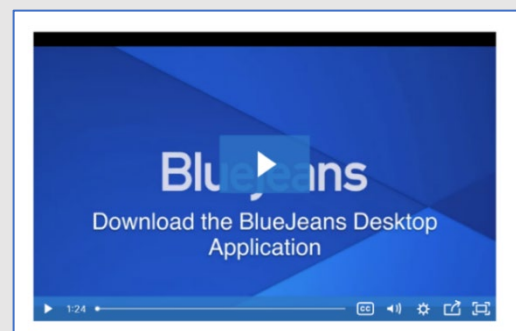 BlueJeans
Download the BlueJeans Desktop
Application
1:24
CC